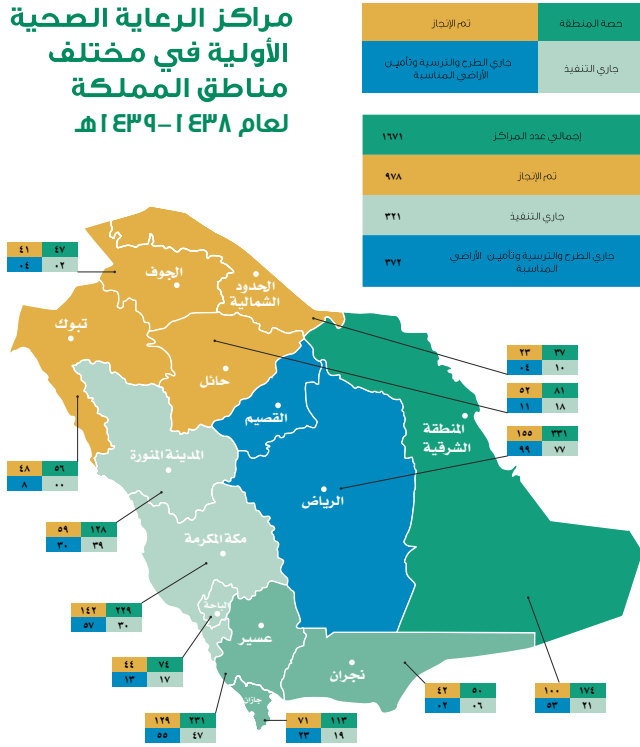 مراكز الرعاية الصحية
الأولية في مختلف
مناطق المملكة
لعام ١٤٣٨-١٤٣٩هـ
حصة المنطقة
تم الإنجاز
جاري التنفيذ
جاري الطرح والترسية وتأمين
الأراضي المناسبة
إجمالي عدد المراكز ١٦٧١
تم الإنجاز ٩٧٨
جاري التنفيذ ٣٢١
جاري الطرح والترسية وتأمين الأراضي
المناسبة
٣٧٢
٤٧ ٤١
٠٢ ٠٤
الجوف
الحدود
الشمالية
تبوك
حائل
القصيم
المنطقة
الشرقية
المدينة المنورة
الرياض
مكة المكرمة
الباحة
عسير
نجران
جازان
٣٧ ٢٣
١٠ ٠٤
٨١ ٥٢
١٨ ١١
٣٣١ ١٥٥
٧٧ ٩٩
٥٦ ٤٨
٠٠ ٨
١٢٨ ٥٩
٣٩ ٣٠
٢٢٩ ١٤٢
٣٠ ٥٧
٧٤ ٤٤
١٧ ١٣
٢٣١ ١٢٩
٤٧ ٥٥
١١٣ ٧١
١٩ ٢٣
٥٠ ٤٢
٠٦ ٠٢
١٧٤ ١٠٠
٢١ ٥٣